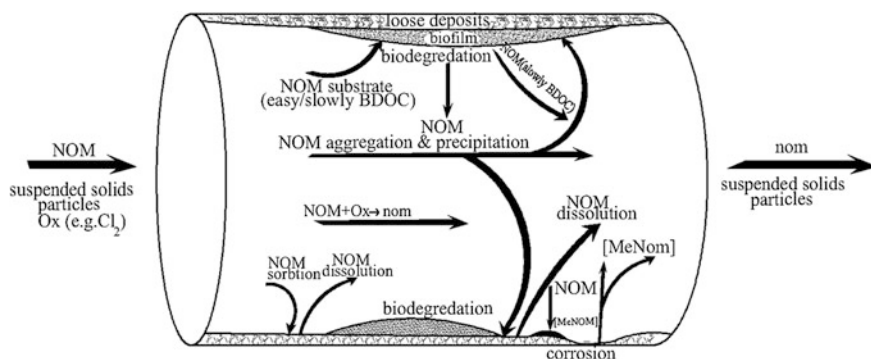 loose deposits
biofilm
biodegredation
NOM substrate
(easy/slowly BDOC)
NOM(slowly BDOC)
NOM
NOM aggregation & precipitation
NOM
suspended solids
particles
Ox (e.g.Cl2)
nom
suspended solids
particles
NOM+Ox→nom
NOM
dissolution
[MeNom]
NOM
sorbtion
NOM
dissolution
biodegredation
NOM
[MeNOM]
corrosion